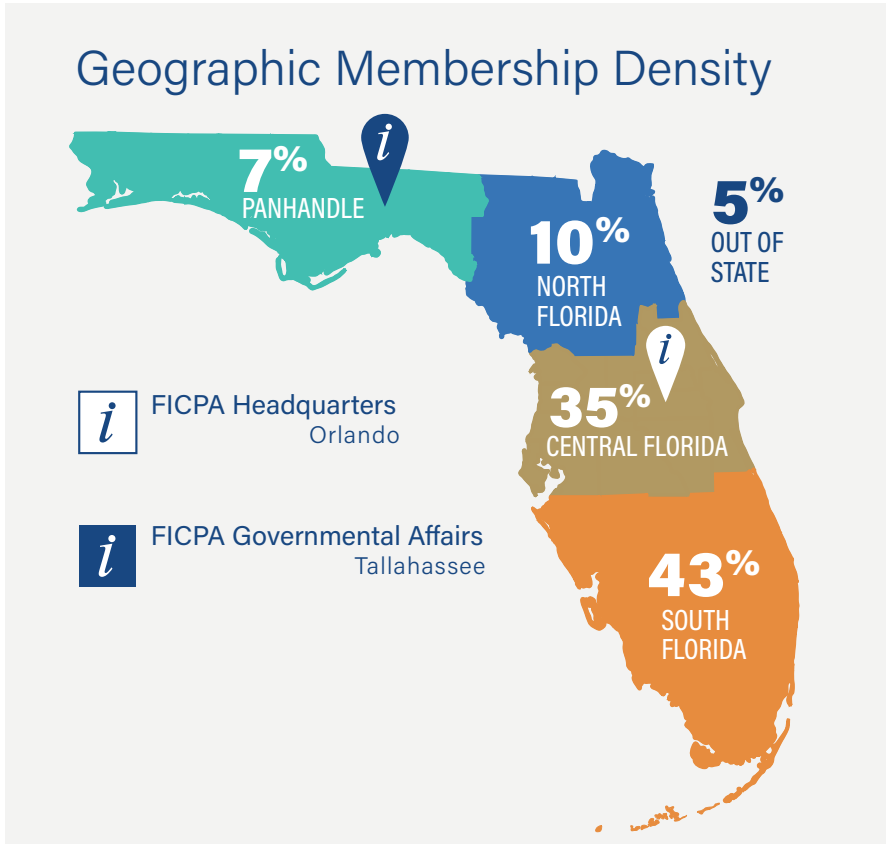 Geographic Membership Density
i
7%
PANHANDLE
5%
OUT OF
STATE
10%
NORTH
FLORIDA
i
35%
CENTRAL FLORIDA
i
FICPA Headquarters
Orlando
i
FICPA Governmental Affairs
Tallahassee
43%
SOUTH
FLORIDA